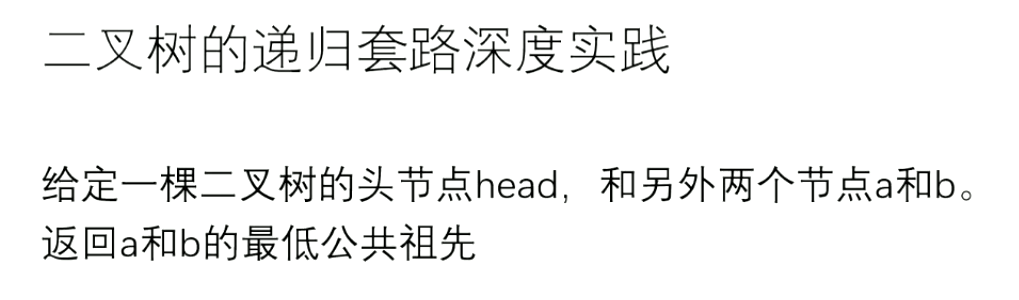 二叉树的递归套路深度实践
给定一棵二叉树的头节点head，和另外两个节点a和b。
返回a和b的最低公共祖先